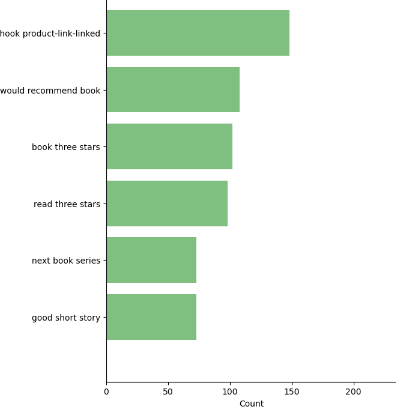 hook product-link-linked
would recommend book
book three stars
read three stars
next book series
good short story
0 50 100 150 200
Count